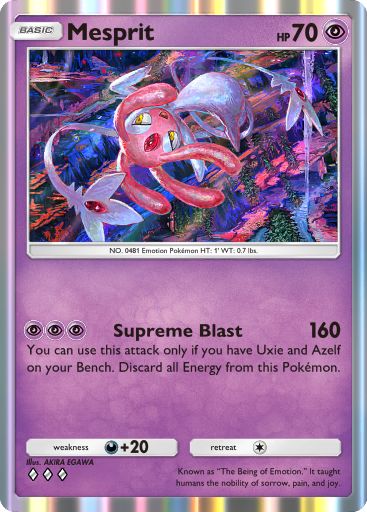 BASIC
Mesprit
HP 70
NO. 0481 Emotion Pokémon HT: 1' WT: 0.7 lbs.
Supreme Blast 160
You can use this attack only if you have Uxie and Azelf
on your Bench. Discard all Energy from this Pokémon.
weakness +20
retreat
Illus. AKIRA EGAWA
Known as "The Being of Emotion." It taught
humans the nobility of sorrow, pain, and joy.